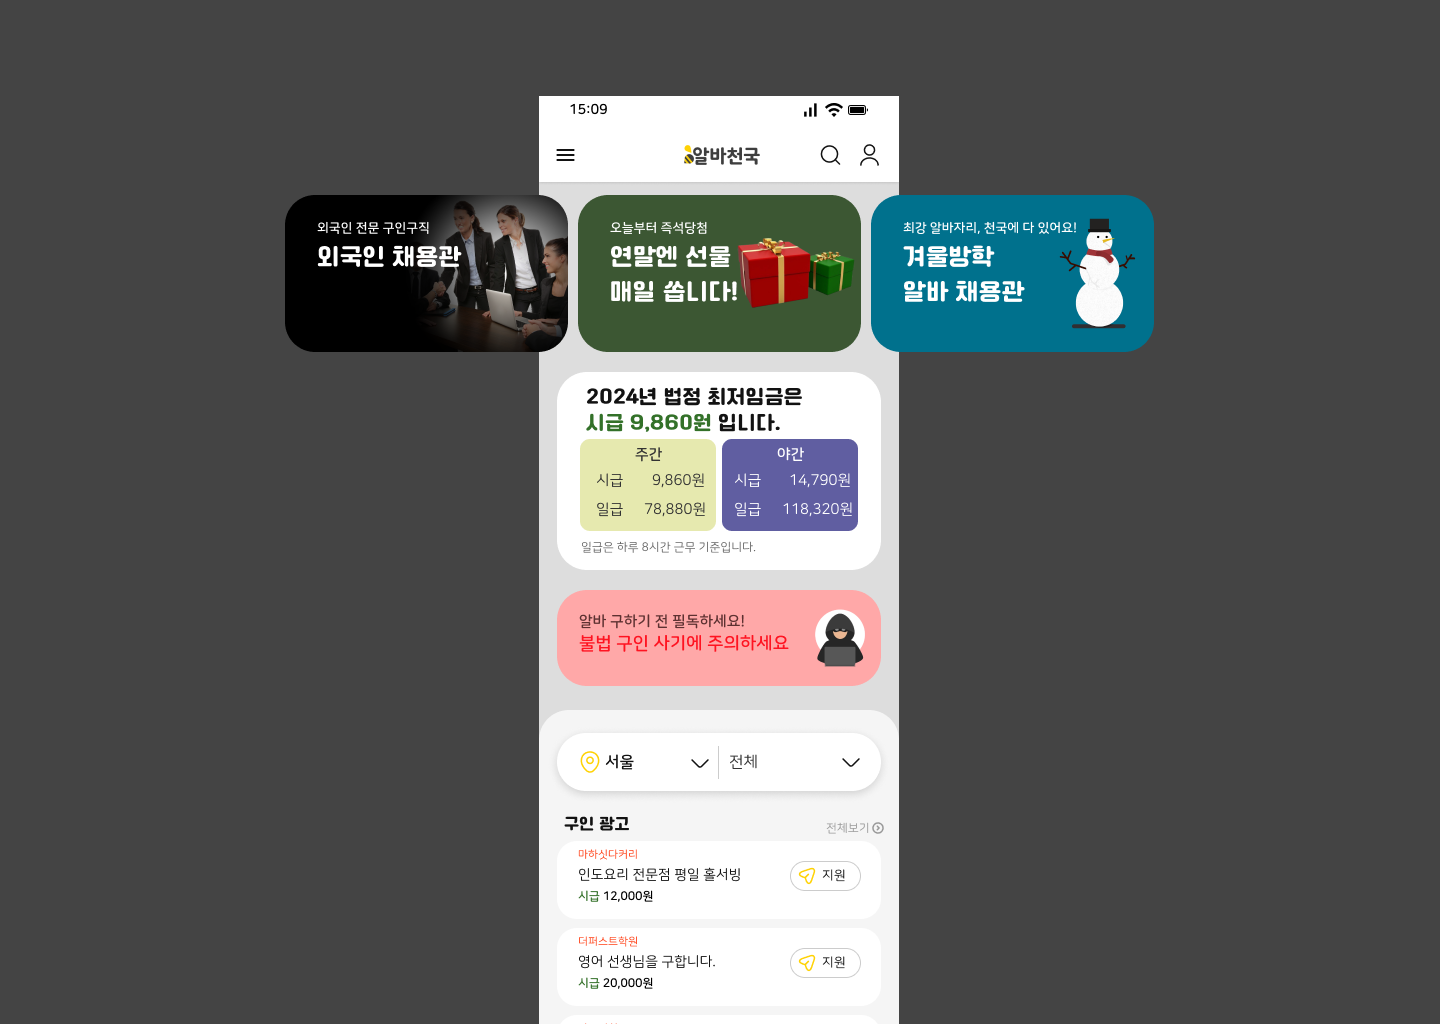 15:09
알바천국
외국인 전문 구인구직
외국인 채용관
오늘부터 즉석당첨
연말엔 선물
매일 쏩니다!
최강 알바자리, 천국에 다 있어요!
겨울방학
알바 채용관
2024년 법정 최저임금은
시급 9,860원 입니다.
주간
시급 9,860원
일급 78,880원
야간
시급 14,790원
일급 118,320원
일급은 하루 8시간 근무 기준입니다.
알바 구하기 전 필독하세요!
불법 구인 사기에 주의하세요
서울
전체
구인 광고
전체보기
마하삿다커리
인도요리 전문점 평일 홀서빙
시급 12,000원
지원
더퍼스트학원
영어 선생님을 구합니다.
시급 20,000원
지원